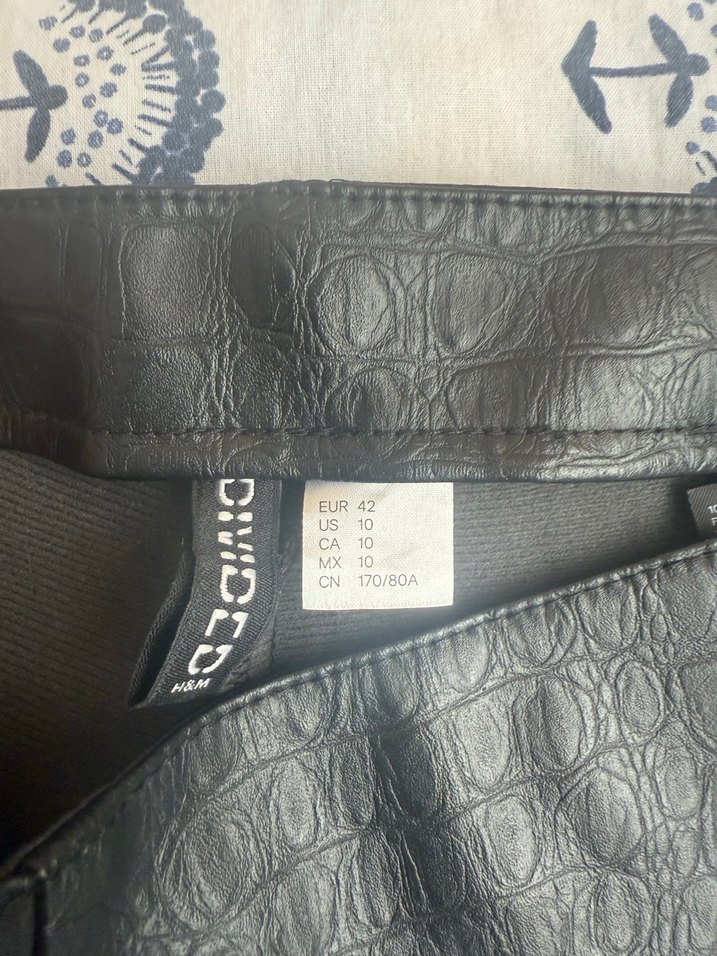 DIVIDED
H&M
EUR 42
US 10
CA 10
MX 10
CN 170/80A